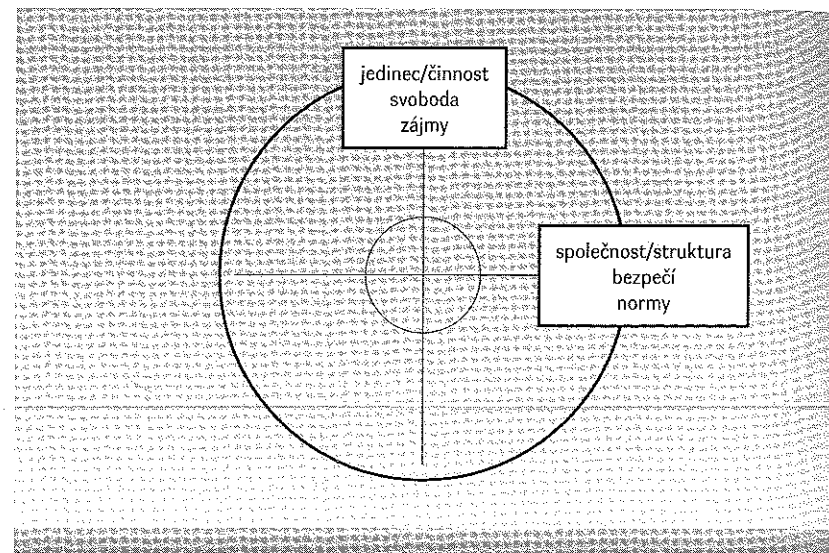 jedinec/činnost
svoboda
zájmy
společnost/struktura
bezpečí
normy